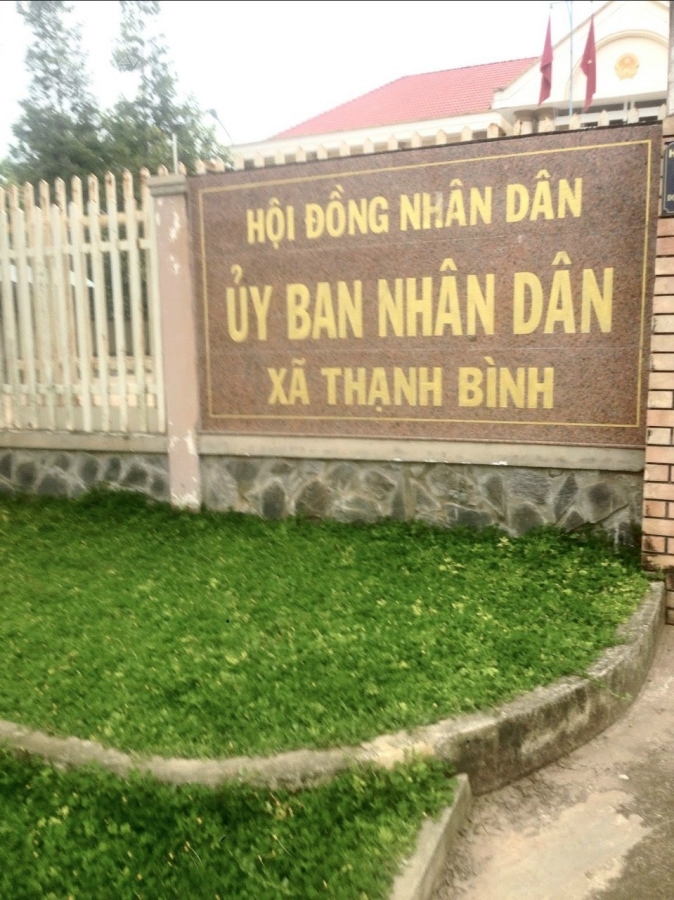 HỘI ĐỒNG NHÂN DÂN
ỦY BAN NHÂN DÂN
XÃ THẠNH BÌNH